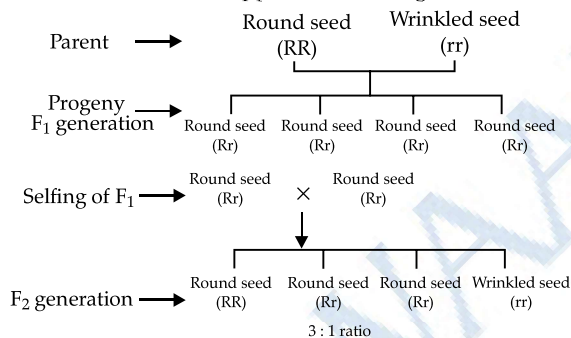 Round seed Wrinkled seed
Parent (RR) (rr)
Progeny
F₁ generation Round seed Round seed Round seed Round seed
(Rr) (Rr) (Rr) (Rr)
Selfing of F₁ Round seed × Round seed
(Rr) (Rr)
F₂ generation Round seed Round seed Round seed Wrinkled seed
(RR) (Rr) (Rr) (rr)
3 : 1 ratio